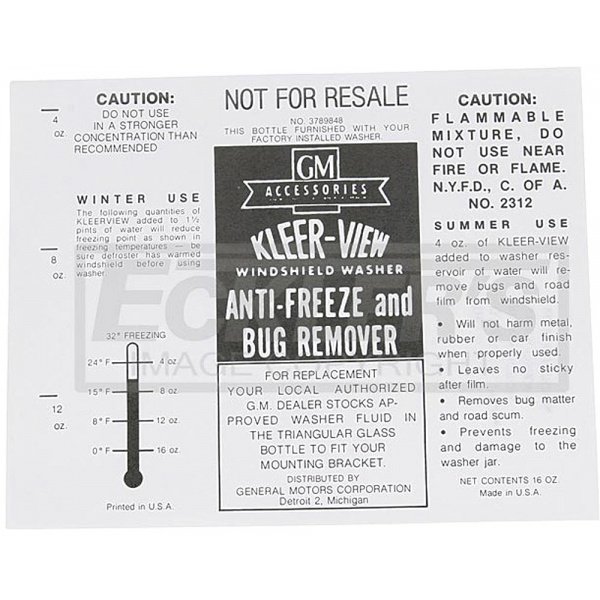 4
oz.
8
oz.
12
oz.
CAUTION:
DO NOT USE
IN A STRONGER
CONCENTRATION THAN
RECOMMENDED
WINTER USE
The following quantities of
KLEERVIEW added to 1½
pints of water will reduce
freezing point as shown in
freezing temperatures — be
sure defroster has warmed
windshield before using
washer.
32° FREEZING
24° F 4 oz.
15° F 8 oz.
8° F 12 oz.
0° F 16 oz.
Printed in U.S.A.
NOT FOR RESALE
NO. 3789848
THIS BOTTLE FURNISHED WITH YOUR
FACTORY INSTALLED WASHER.
GM
ACCESSORIES
KLEER-VIEW
WINDSHIELD WASHER
ANTI-FREEZE and
BUG REMOVER
FOR REPLACEMENT
YOUR LOCAL AUTHORIZED
G.M. DEALER STOCKS AP-
PROVED WASHER FLUID IN
THE TRIANGULAR GLASS
BOTTLE TO FIT YOUR
MOUNTING BRACKET.
DISTRIBUTED BY
GENERAL MOTORS CORPORATION
Detroit 2, Michigan
CAUTION:
FLAMMABLE
MIXTURE, DO
NOT USE NEAR
FIRE OR FLAME.
N.Y.F.D., C. OF A.
NO. 2312
SUMMER USE
4 oz. of KLEER-VIEW
added to washer res-
ervoir of water will re-
move bugs and road
film from windshield.
• Will not harm metal,
rubber or car finish
when properly used.
• Leaves no sticky
after film.
• Removes bug matter
and road scum.
• Prevents freezing
and damage to the
washer jar.
NET CONTENTS 16 OZ.
Made in U.S.A.
ECKLER'S
IMAGE COPYRIGHT